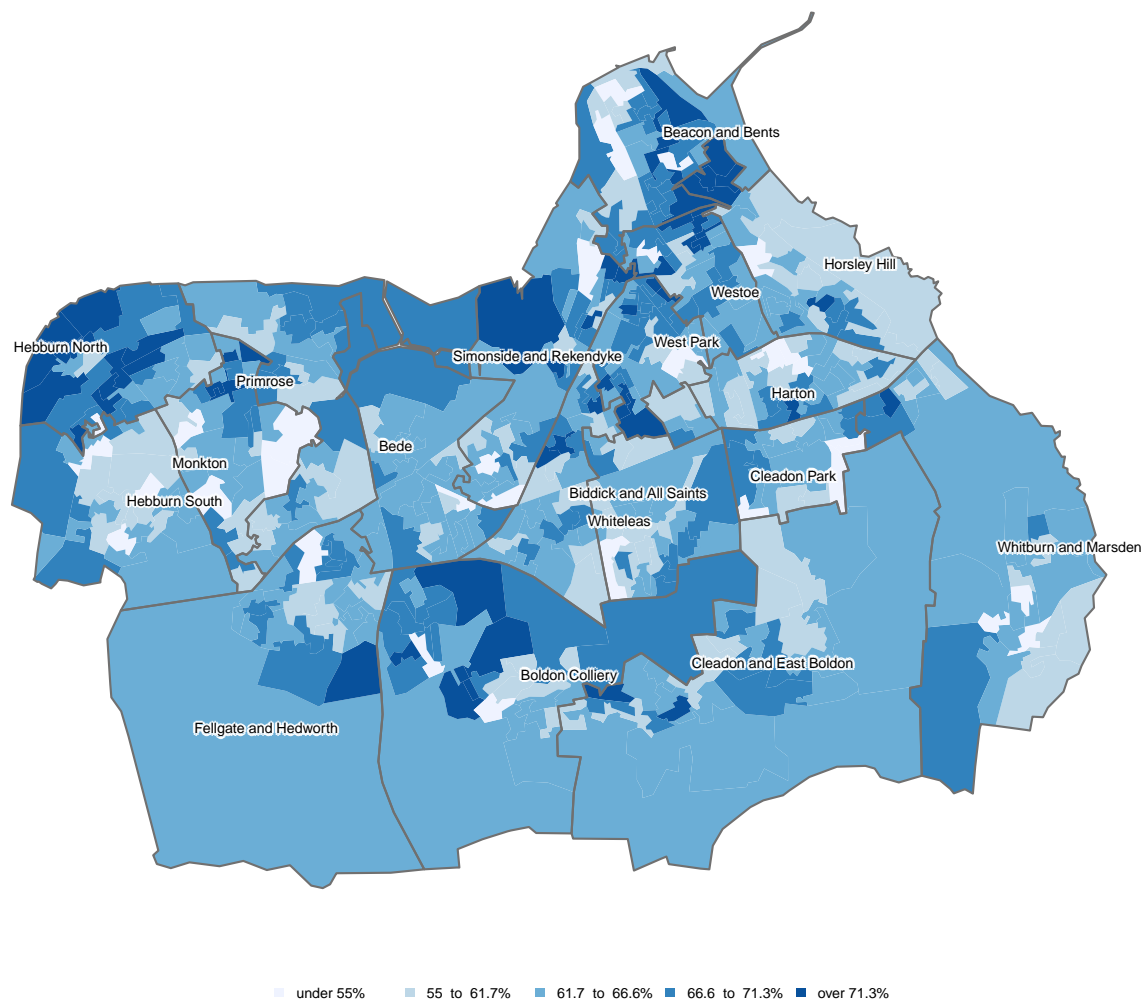 Beacon and Bents
Horsley Hill
Westoe
Hebburn North
West Park
Simonside and Rekendyke
Primrose
Harton
Bede
Monkton
Cleadon Park
Hebburn South
Biddick and All Saints
Whiteleas
Whitburn and Marsden
Cleadon and East Boldon
Boldon Colliery
Fellgate and Hedworth
under 55% 55 to 61.7% 61.7 to 66.6% 66.6 to 71.3% over 71.3%